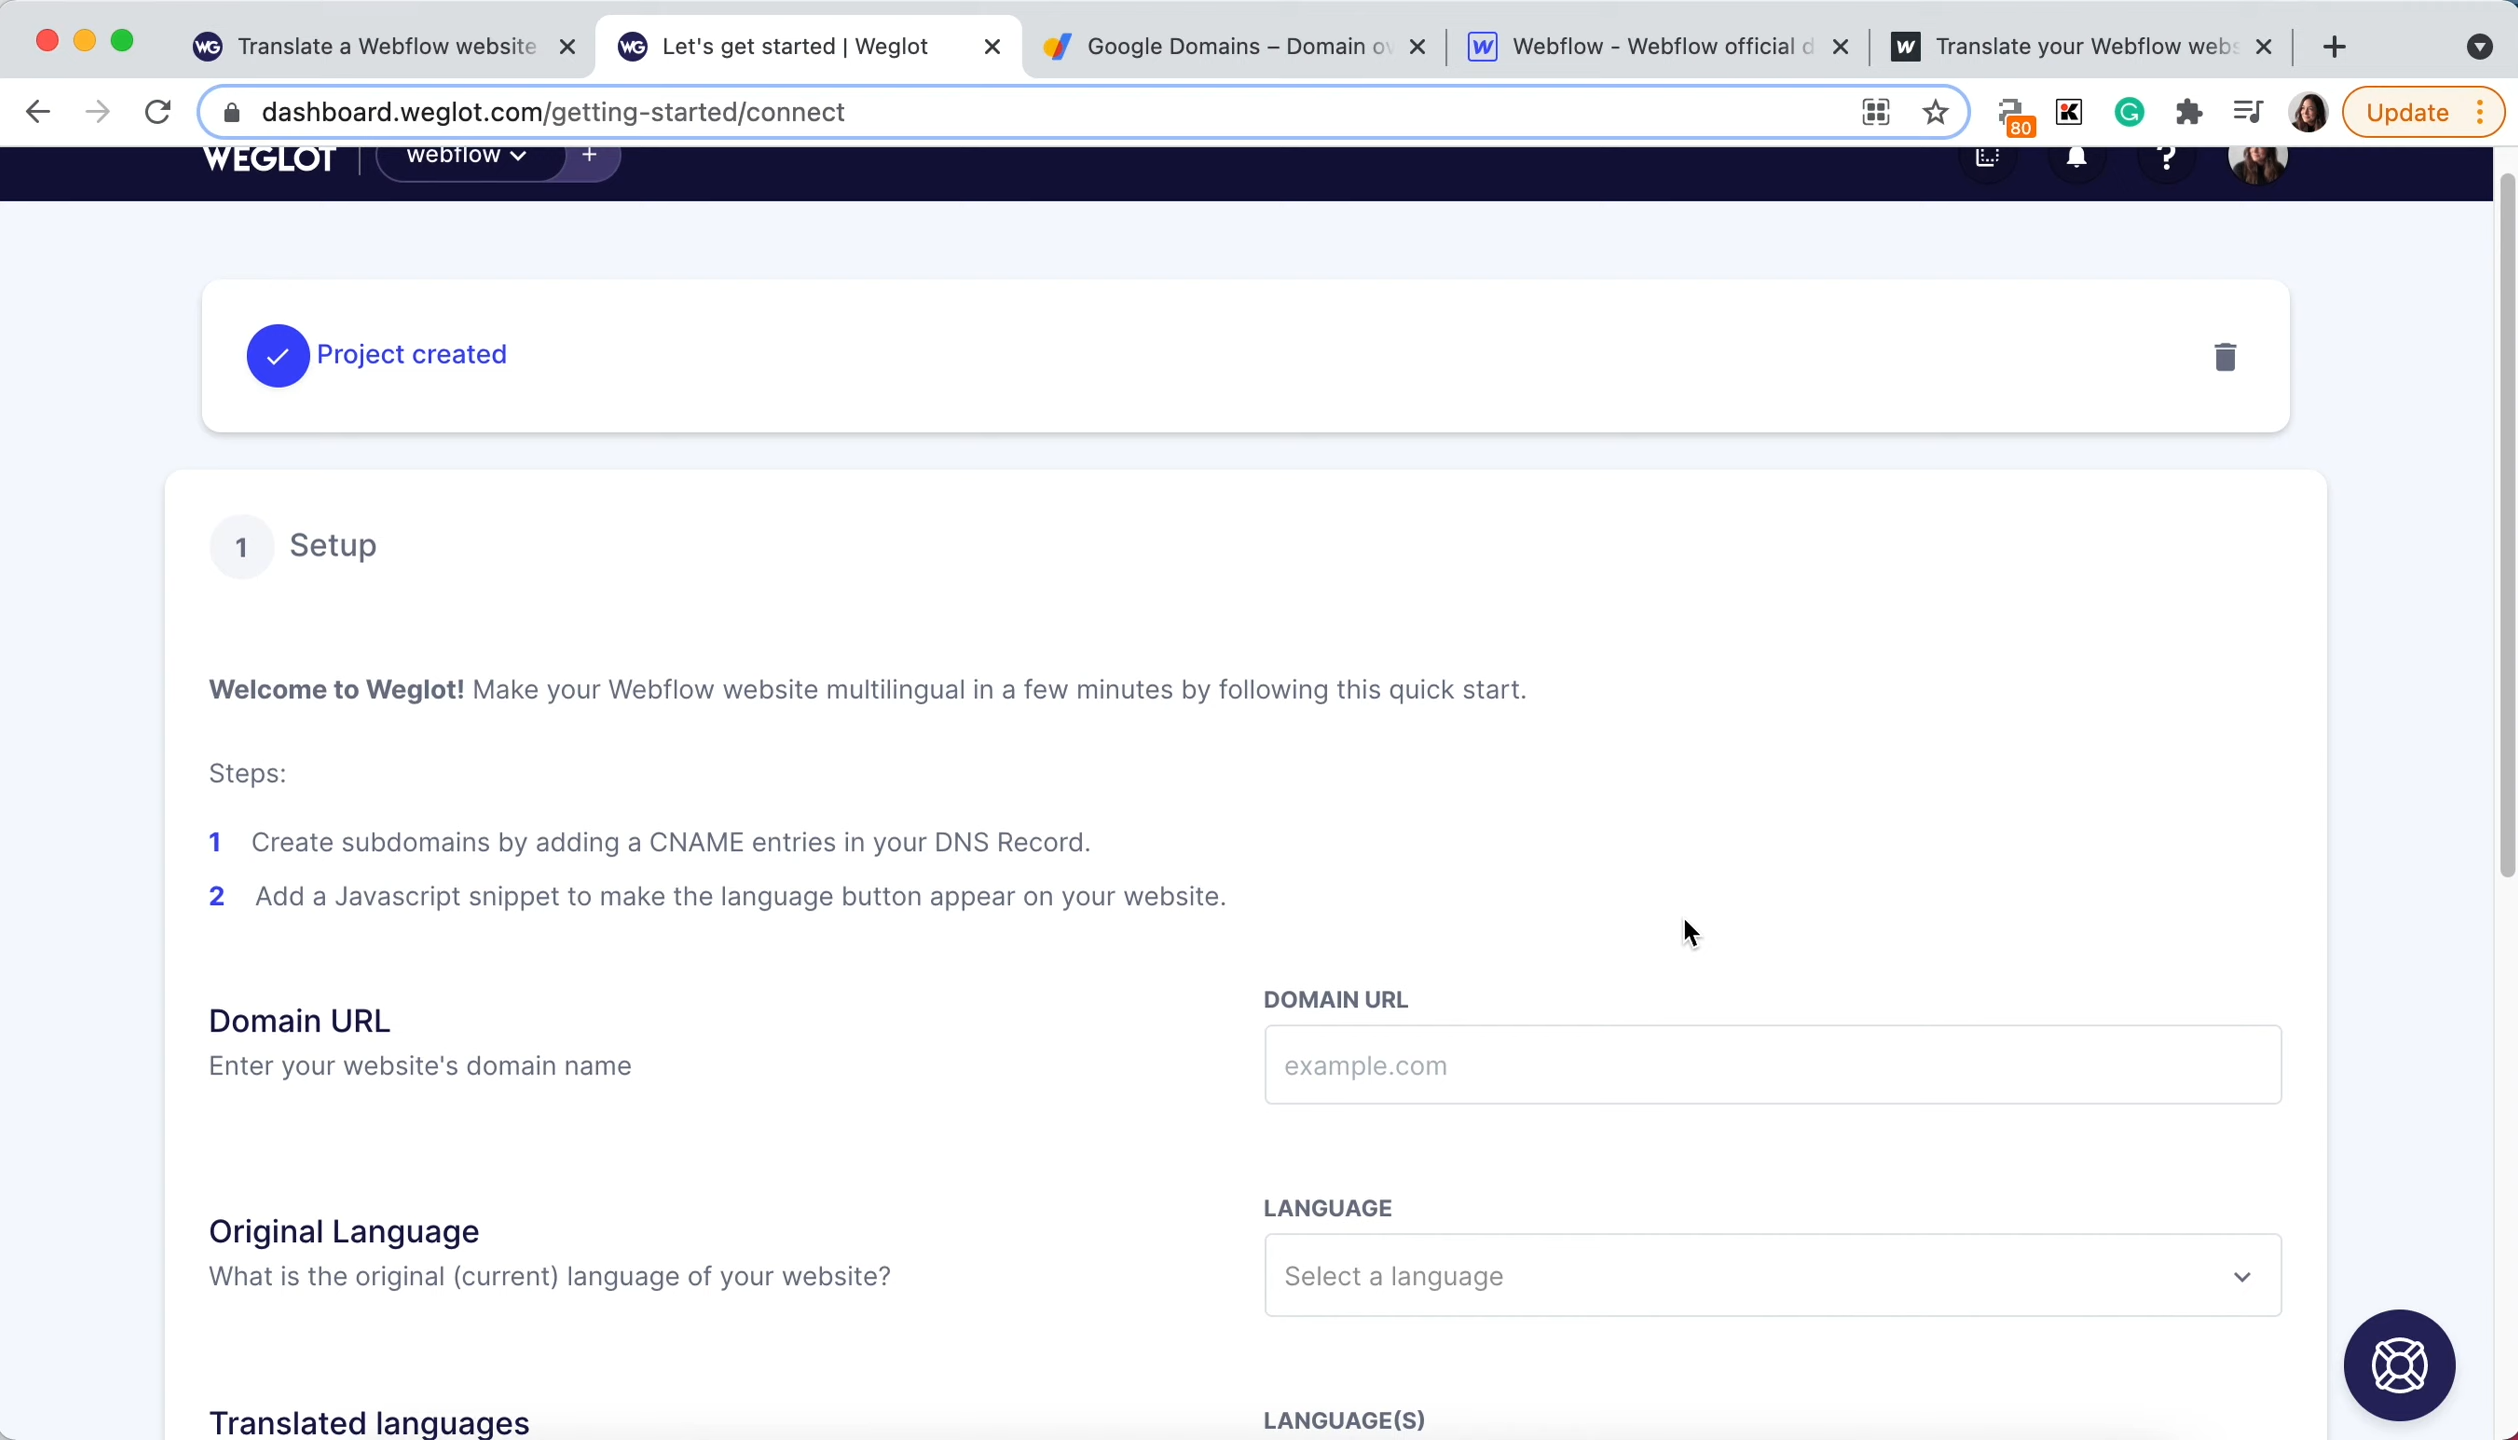 Translate a Webflow website
Let's get started | Weglot
Google Domains – Domain ov
Webflow - Webflow official d
Translate your Webflow webs
dashboard.weglot.com/getting-started/connect
80
Update
WEGLOT
webflow
Project created
1 Setup
Welcome to Weglot! Make your Webflow website multilingual in a few minutes by following this quick start.
Steps:
1 Create subdomains by adding a CNAME entries in your DNS Record.
2 Add a Javascript snippet to make the language button appear on your website.
DOMAIN URL
Domain URL
Enter your website's domain name
example.com
LANGUAGE
Original Language
What is the original (current) language of your website?
Select a language
Translated languages
LANGUAGE(S)